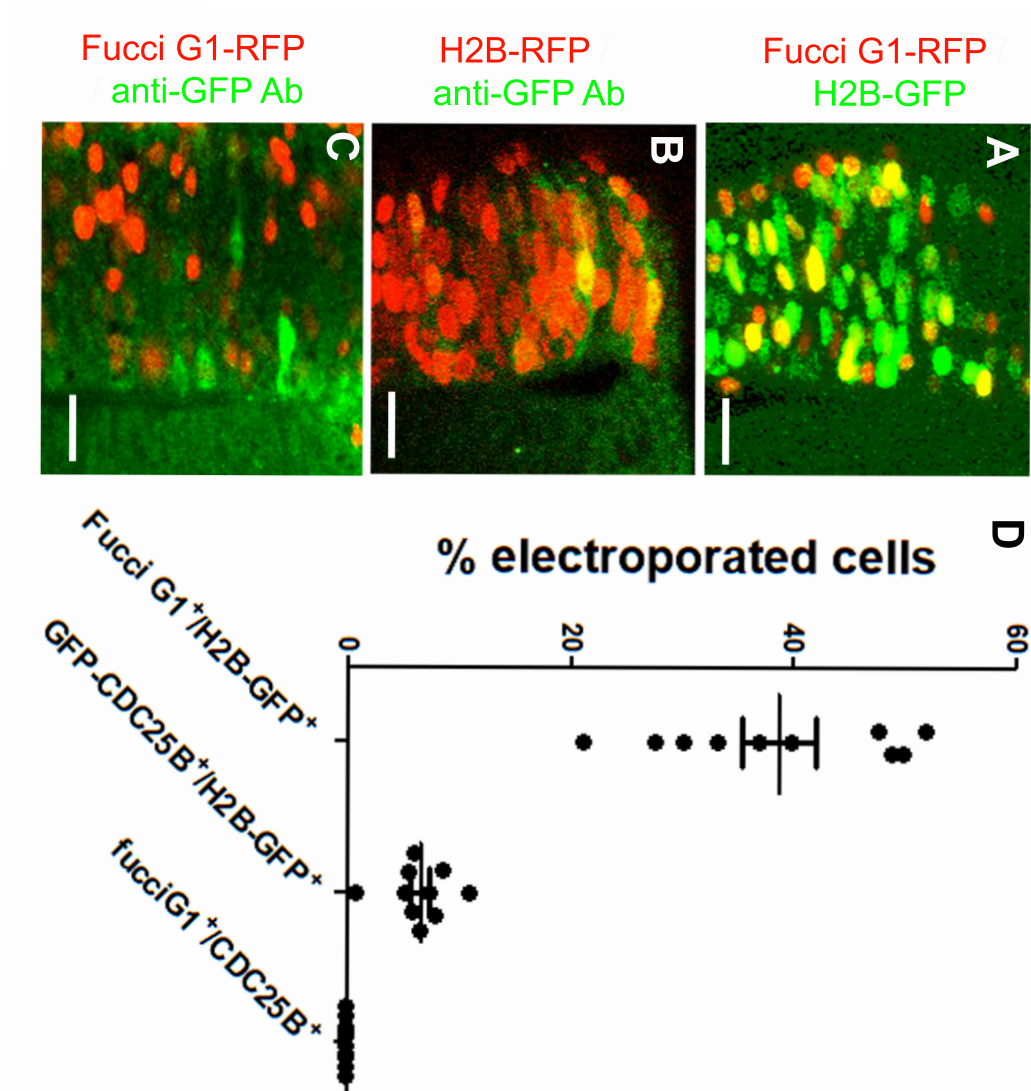 Fucci G1-RFP
anti-GFP Ab
H2B-RFP
anti-GFP Ab
Fucci G1-RFP
H2B-GFP
C
B
A
D
% electroporated cells
0
20
40
60
Fucci G1⁺/H2B-GFP⁺
GFP-CDC25B⁺/H2B-GFP⁺
fucciG1⁺/CDC25B⁺